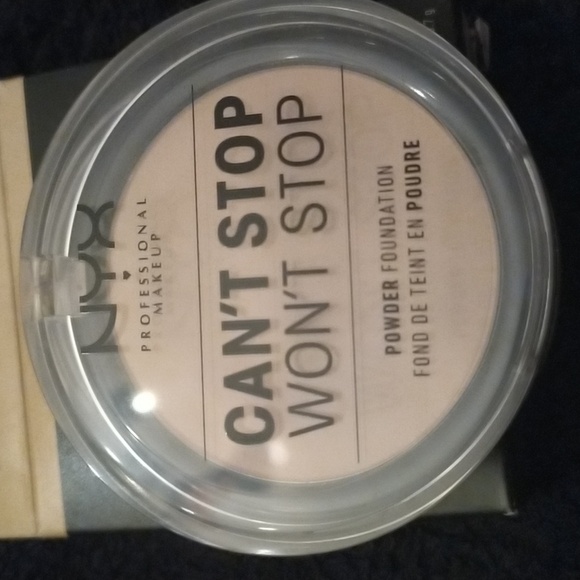 NYX
PROFESSIONAL
MAKEUP
CAN'T STOP
WON'T STOP
POWDER FOUNDATION
FOND DE TEINT EN POUDRE